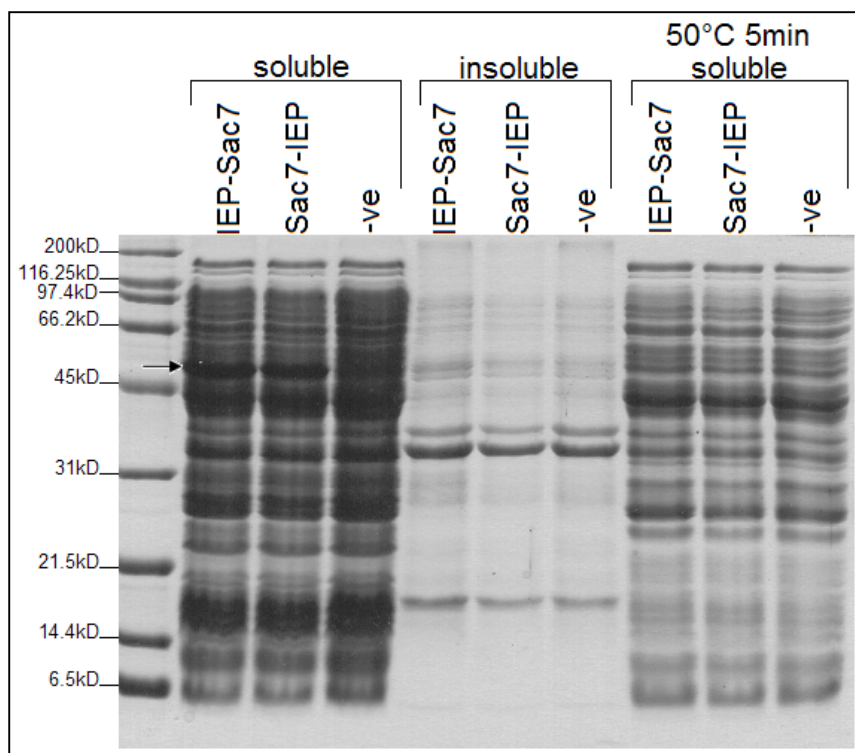 50°C 5min
soluble insoluble soluble
IEP-Sac7 Sac7-IEP -ve IEP-Sac7 Sac7-IEP -ve IEP-Sac7 Sac7-IEP -ve
200kD
116.25kD
97.4kD
66.2kD
45kD
31kD
21.5kD
14.4kD
6.5kD